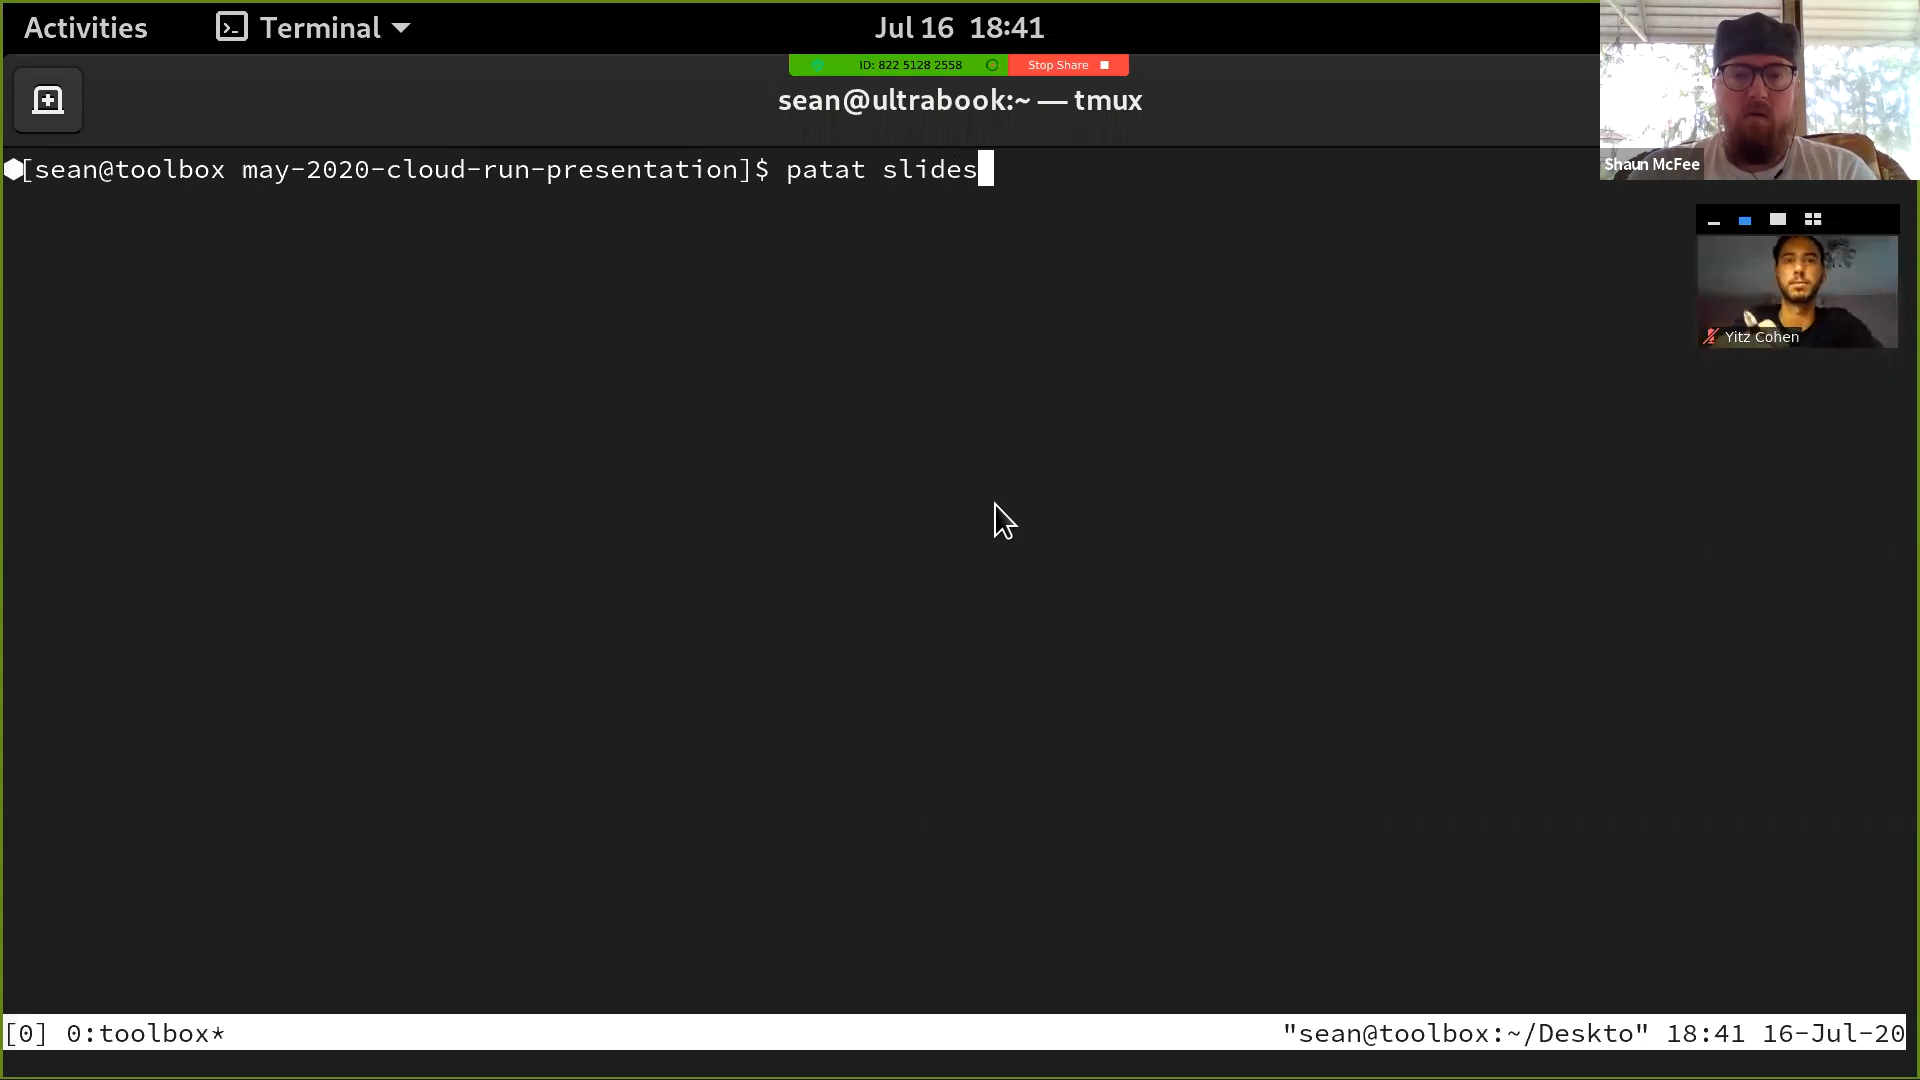 Activities Terminal Jul 16 18:41
ID: 822 5128 2558 Stop Share
sean@ultrabook:~ — tmux
Shaun McFee
[sean@toolbox may-2020-cloud-run-presentation]$ patat slides
Yitz Cohen
[0] 0:toolbox* "sean@toolbox:~/Deskto" 18:41 16-Jul-20